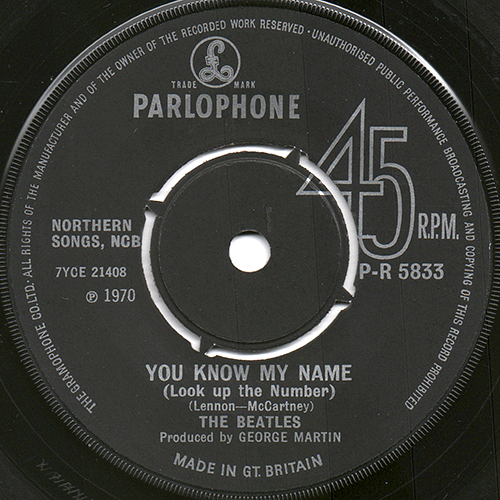 THE GRAMOPHONE CO. LTD. · ALL RIGHTS OF THE MANUFACTURER AND OF THE OWNER OF THE RECORDED WORK RESERVED · UNAUTHORISED PUBLIC PERFORMANCE BROADCASTING AND COPYING OF THIS RECORD PROHIBITED
£
TRADE MARK
PARLOPHONE
45
R.P.M.
NORTHERN
SONGS, NCB
7YCE 21408
℗ 1970
P-R 5833
YOU KNOW MY NAME
(Look up the Number)
(Lennon—McCartney)
THE BEATLES
Produced by GEORGE MARTIN
MADE IN GT. BRITAIN